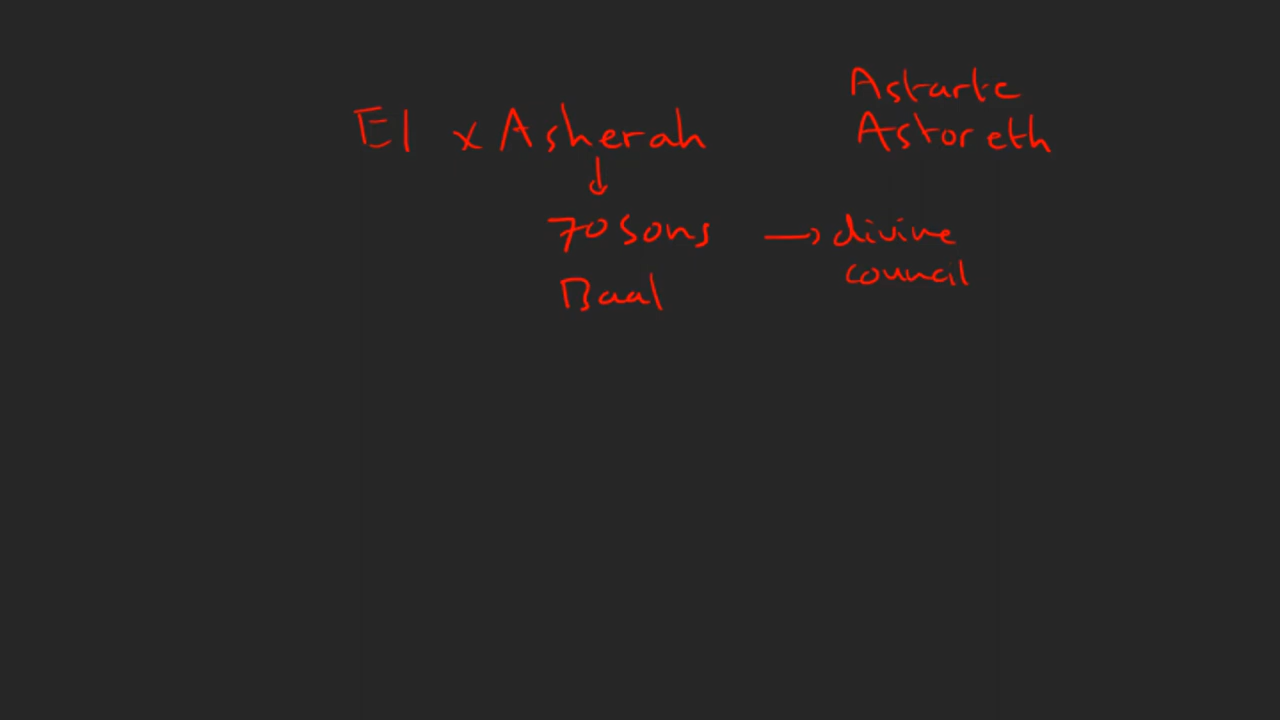 Astarte
El x Asherah Astoreth
↓
70 Sons → divine
council
Baal